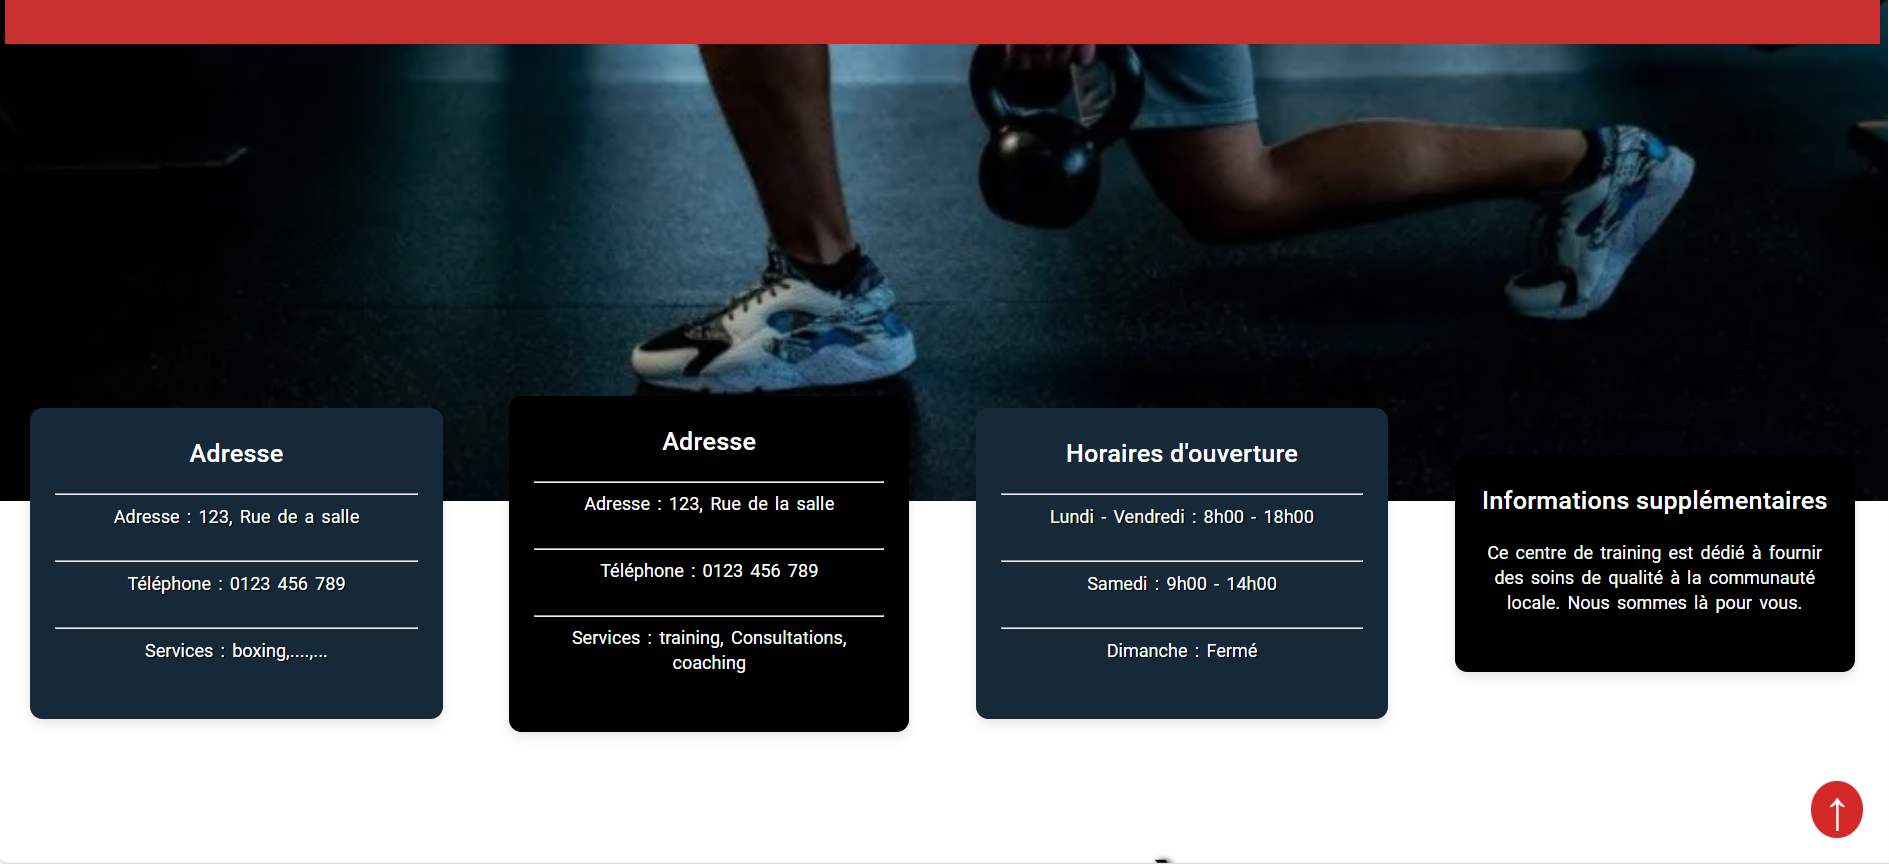 Adresse
Adresse : 123, Rue de a salle
Téléphone : 0123 456 789
Services : boxing,....,...
Adresse
Adresse : 123, Rue de la salle
Téléphone : 0123 456 789
Services : training, Consultations,
coaching
Horaires d'ouverture
Lundi - Vendredi : 8h00 - 18h00
Samedi : 9h00 - 14h00
Dimanche : Fermé
Informations supplémentaires
Ce centre de training est dédié à fournir
des soins de qualité à la communauté
locale. Nous sommes là pour vous.